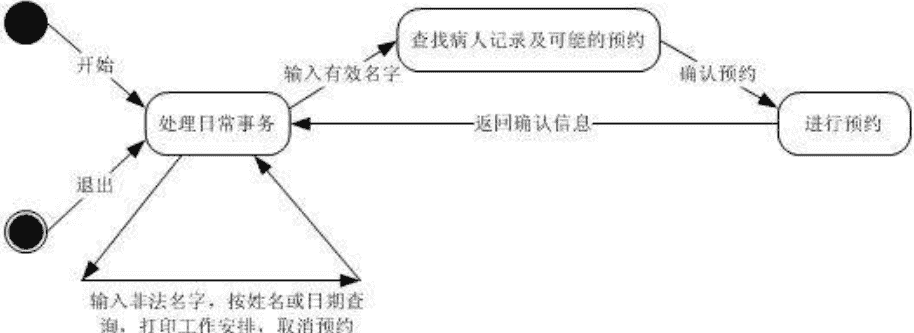 开始
输入有效名字
查找病人记录及可能的预约
确认预约
处理日常事务
返回确认信息
进行预约
退出
输入非法名字，按姓名或日期查
询，打印工作安排，取消预约